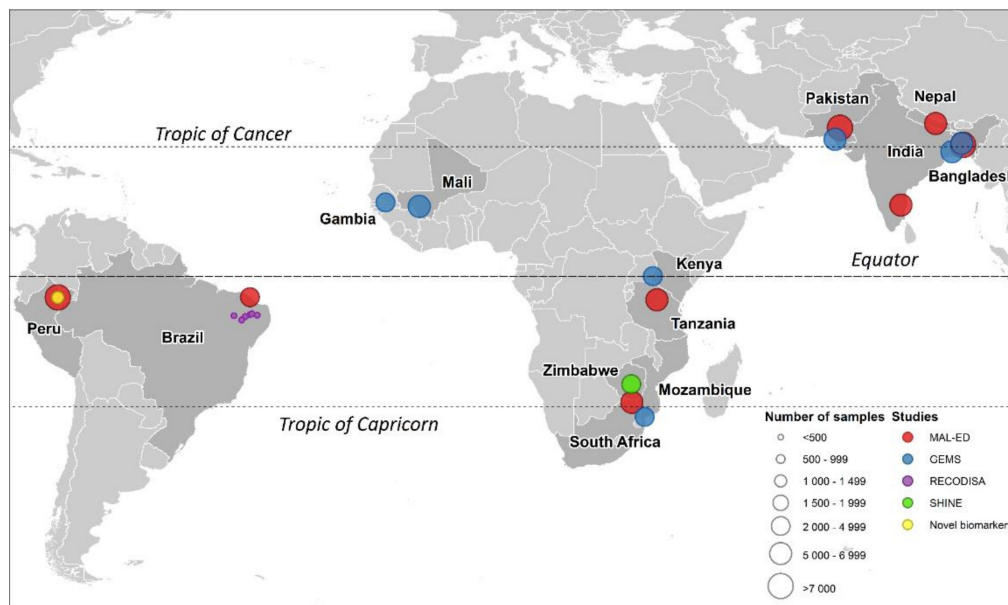 Pakistan
Nepal
Tropic of Cancer
India
Mali
Bangladesh
Gambia
Kenya
Equator
Peru
Brazil
Tanzania
Zimbabwe
Mozambique
Tropic of Capricorn
South Africa
Number of samples
<500
500 - 999
1 000 - 1 499
1 500 - 1 999
2 000 - 4 999
5 000 - 6 999
>7 000
Studies
MAL-ED
GEMS
RECODISA
SHINE
Novel biomarker